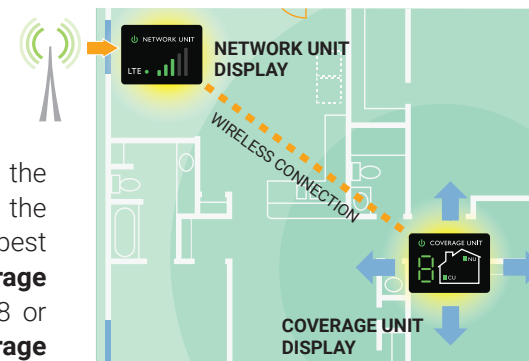 NETWORK UNIT
LTE
NETWORK UNIT
DISPLAY
WIRELESS CONNECTION
the
the
best
rage
8 or
rage
COVERAGE UNIT
8
NU
CU
COVERAGE UNIT
DISPLAY